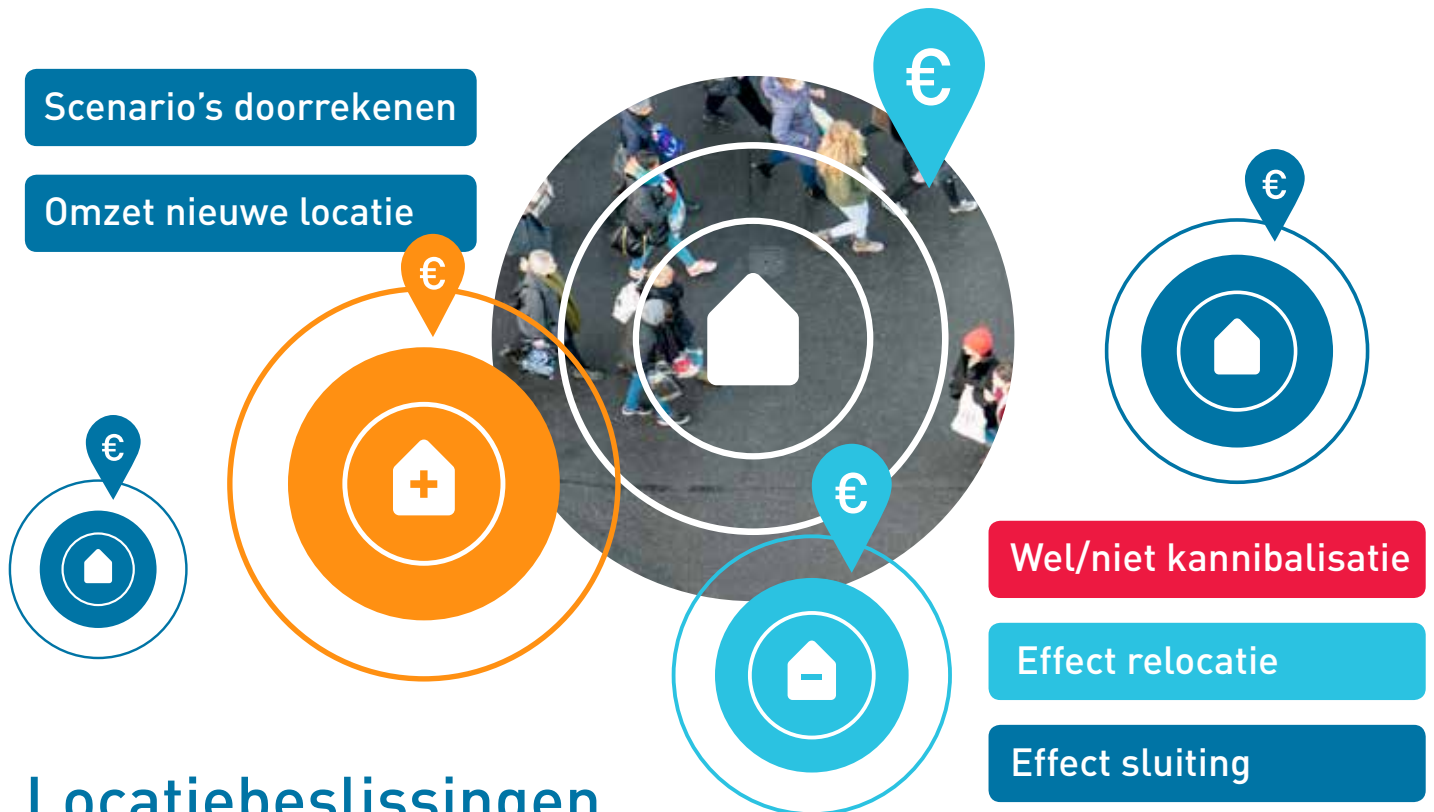 Scenario's doorrekenen
Omzet nieuwe locatie
€
€
€
€
€
+
-
Wel/niet kannibalisatie
Effect relocatie
Effect sluiting
Locatiebeslissingen